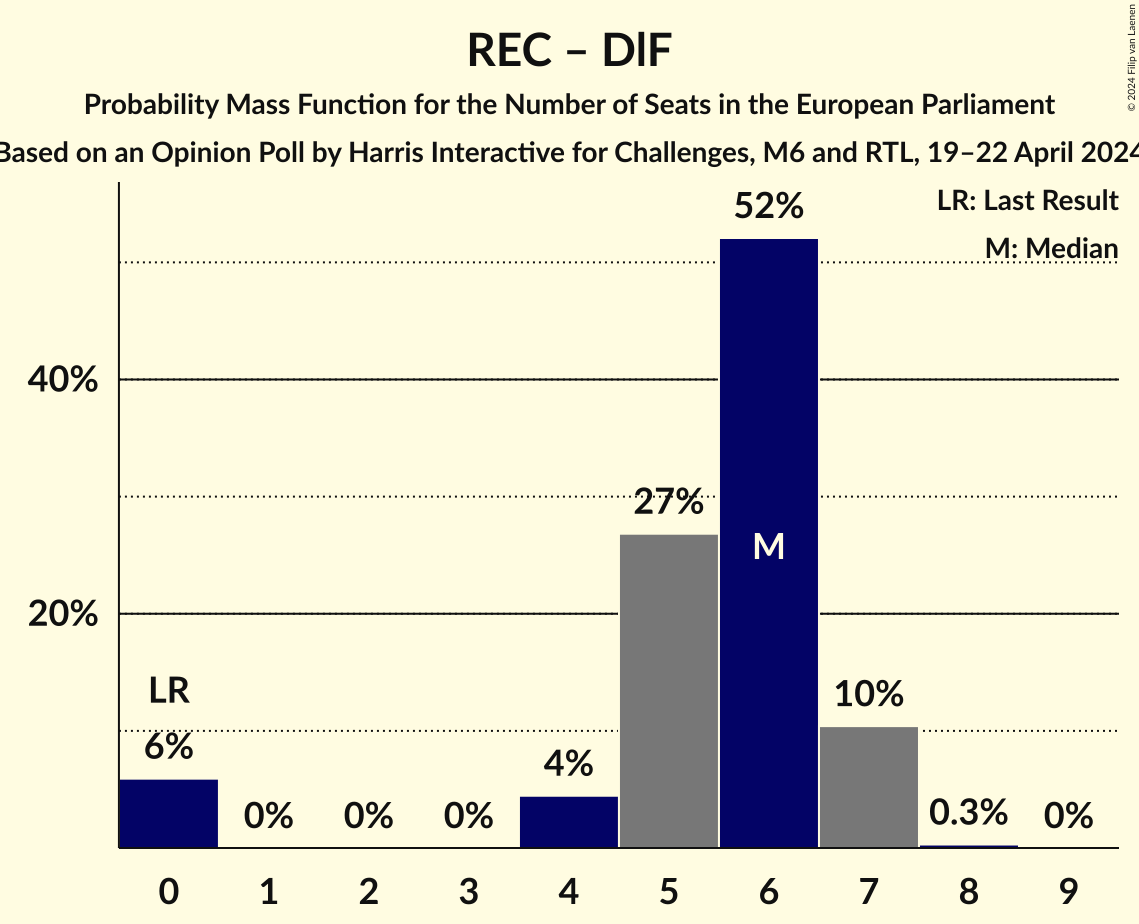 REC – DlF
Probability Mass Function for the Number of Seats in the European Parliament
Based on an Opinion Poll by Harris Interactive for Challenges, M6 and RTL, 19–22 April 2024
© 2024 Filip van Laenen
LR: Last Result
M: Median
52%
40%
27%
M
20%
LR
10%
6%
4%
0% 0% 0% 0.3% 0%
0 1 2 3 4 5 6 7 8 9